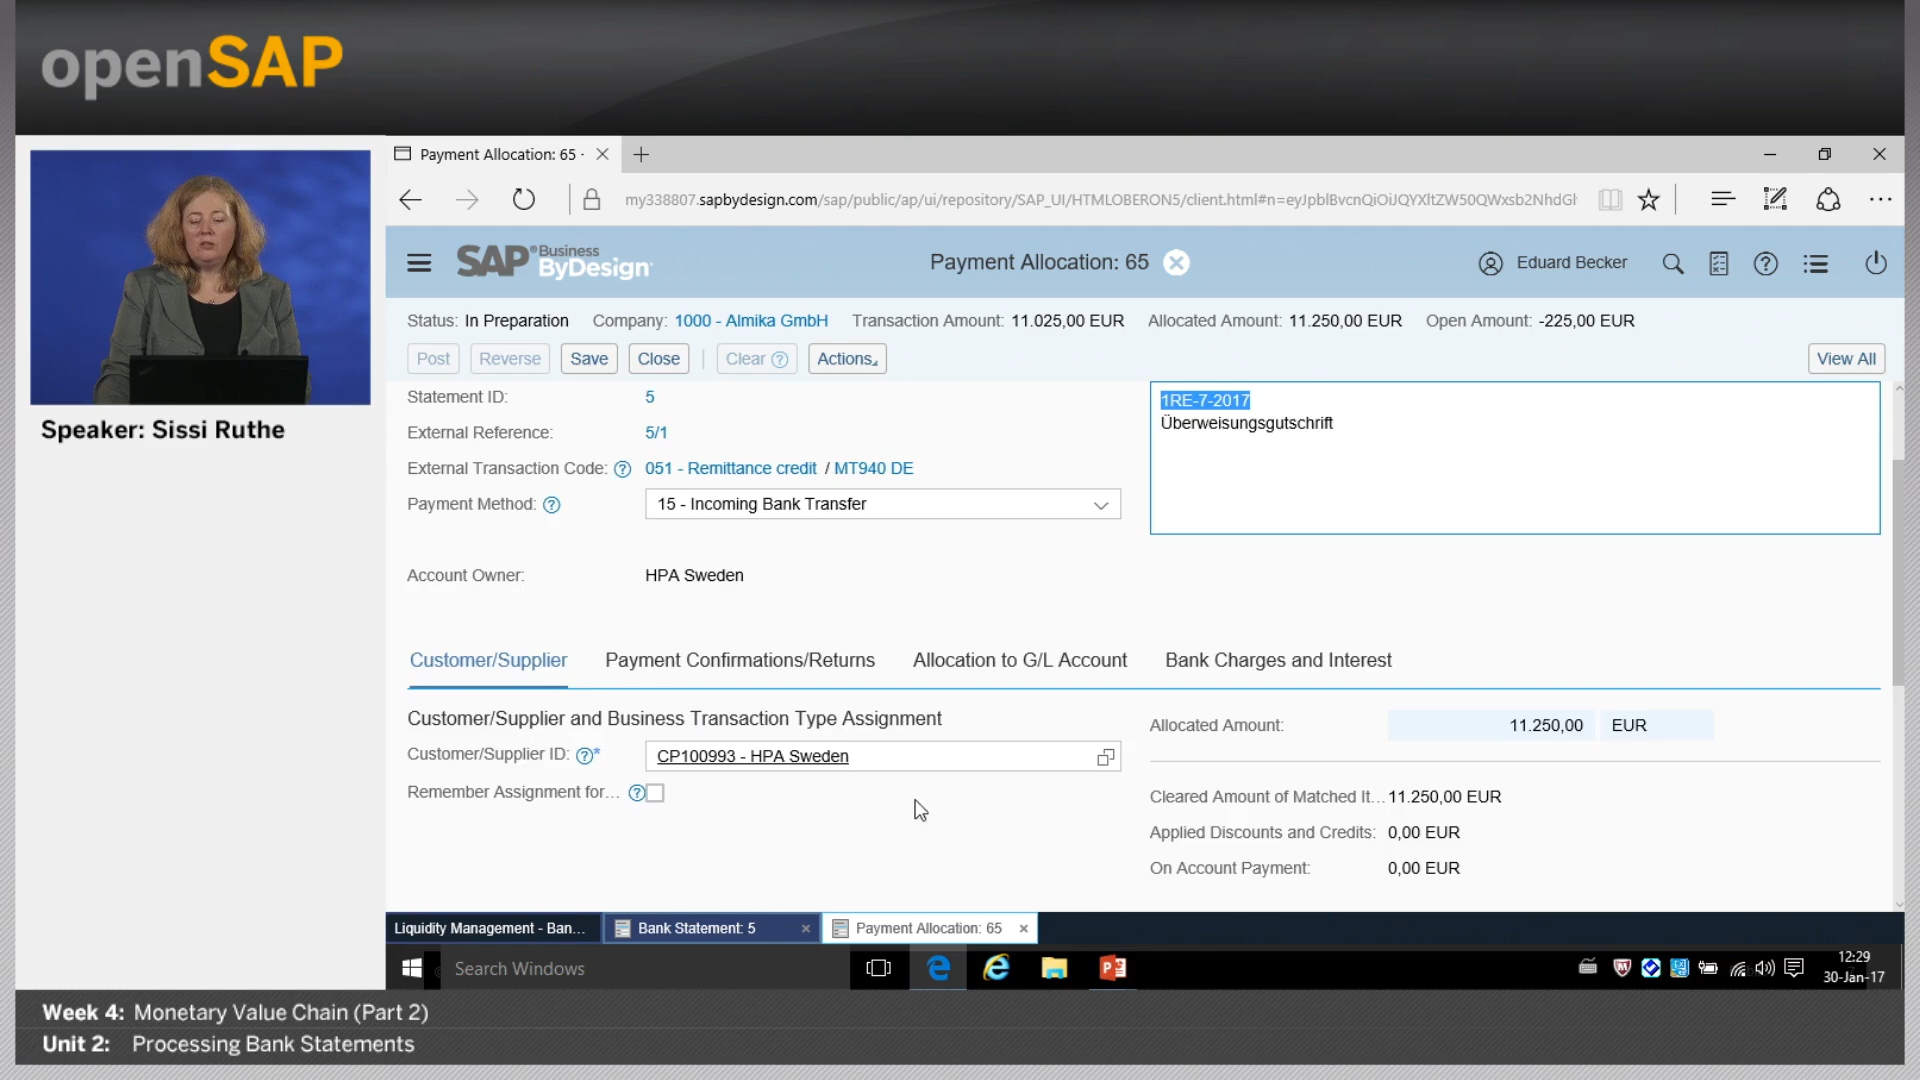 openSAP
Payment Allocation: 65 ·
my338807.sapbydesign.com/sap/public/ap/ui/repository/SAP_UI/HTMLOBERON5/client.html#n=
SAP® Business ByDesign
Payment Allocation: 65
Eduard Becker
Status: In Preparation Company: 1000 - Almika GmbH Transaction Amount: 11.025,00 EUR Allocated Amount: 11.250,00 EUR Open Amount: -225,00 EUR
Post Reverse Save Close Clear Actions View All
Statement ID: 5
External Reference: 5/1
External Transaction Code: 051 - Remittance credit / MT940 DE
Payment Method: 15 - Incoming Bank Transfer
Account Owner: HPA Sweden
1RE-7-2017
Überweisungsgutschrift
Customer/Supplier Payment Confirmations/Returns Allocation to G/L Account Bank Charges and Interest
Customer/Supplier and Business Transaction Type Assignment
Customer/Supplier ID: * CP100993 - HPA Sweden
Remember Assignment for...
Allocated Amount: 11.250,00 EUR
Cleared Amount of Matched It... 11.250,00 EUR
Applied Discounts and Credits: 0,00 EUR
On Account Payment: 0,00 EUR
Liquidity Management - Ban... Bank Statement: 5 Payment Allocation: 65
Search Windows
12:29
30-Jan-17
Speaker: Sissi Ruthe
Week 4: Monetary Value Chain (Part 2)
Unit 2: Processing Bank Statements